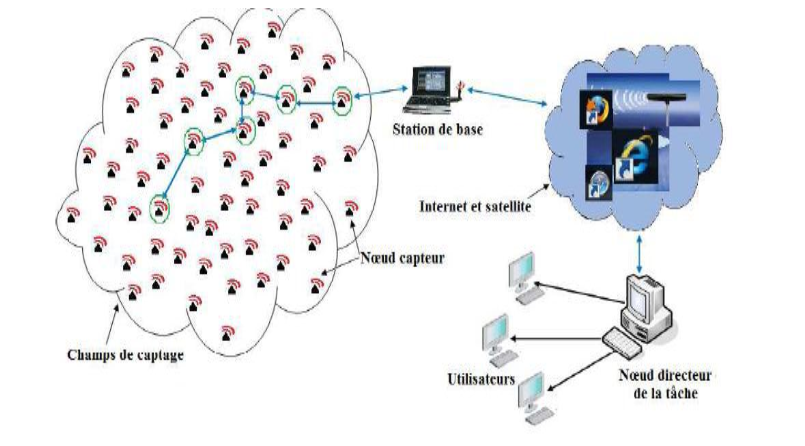 Station de base
Internet et satellite
Nœud capteur
Champs de captage
Utilisateurs
Nœud directeur
de la tâche